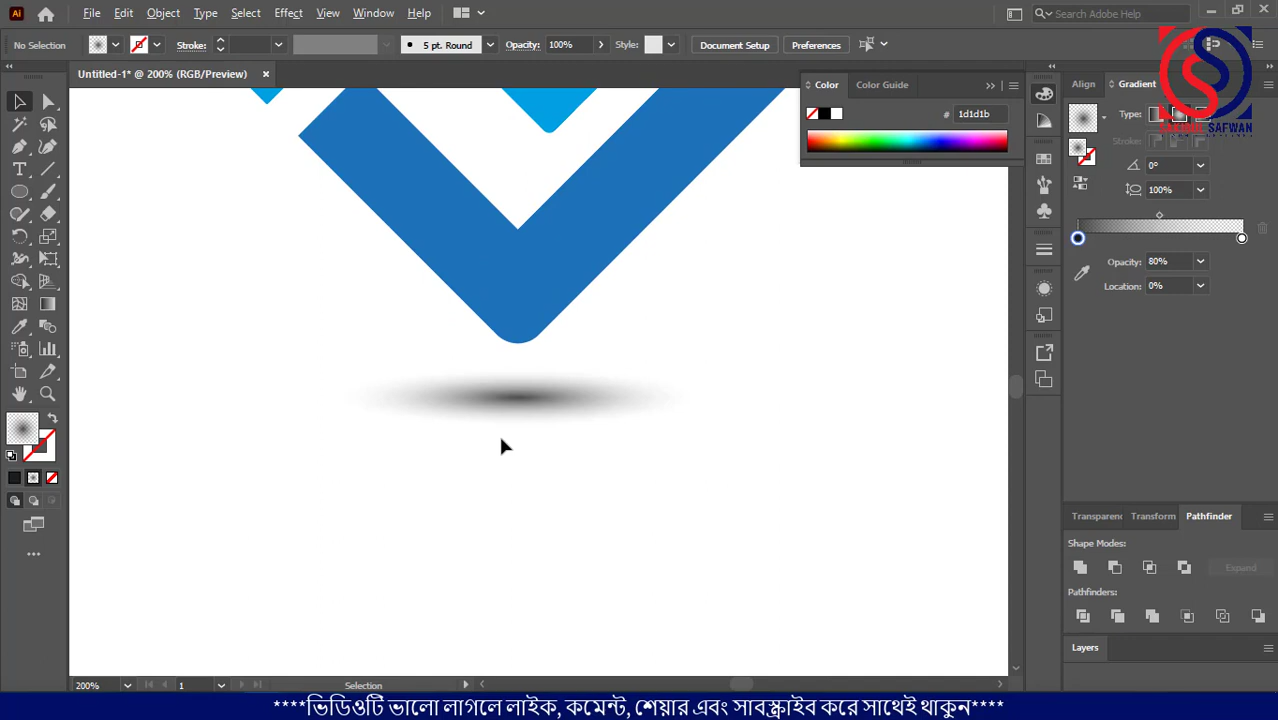 Ai File Edit Object Type Select Effect View Window Help Search Adobe Help
No Selection Stroke: 5 pt. Round Opacity: 100% Style: Document Setup Preferences
Untitled-1* @ 200% (RGB/Preview)
Color Color Guide
# 1d1d1b
Align Gradient
Type:
SAFWAN
Stroke:
0°
100%
Opacity: 80%
Location: 0%
Transparenc Transform Pathfinder
Shape Modes:
Expand
Pathfinders:
Layers
200% 1 Selection
****ভিডিওটি ভালো লাগলে লাইক, কমেন্ট, শেয়ার এবং সাবস্ক্রাইব করে সাথেই থাকুন****